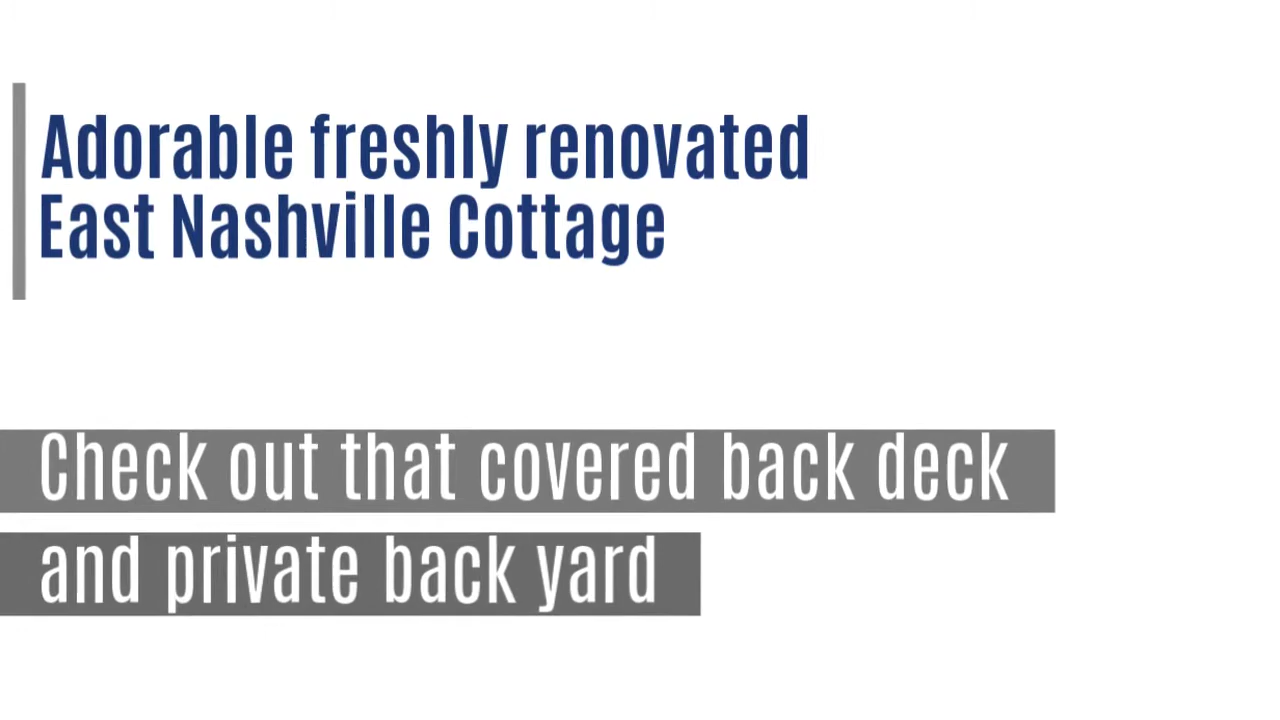 Adorable freshly renovated
East Nashville Cottage
Check out that covered back deck
and private back yard